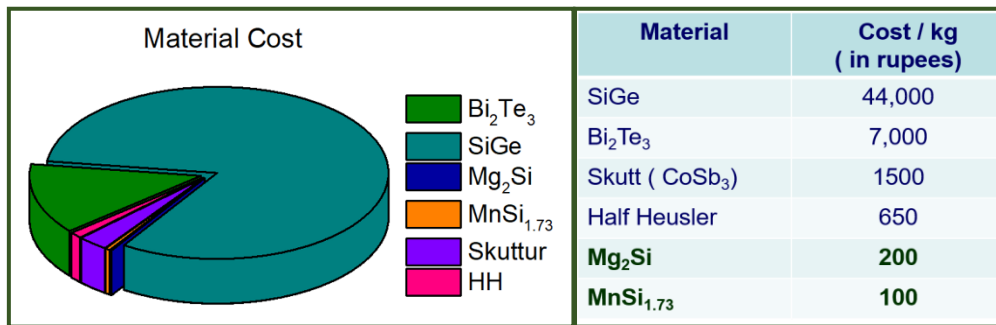 Material Cost
Bi₂Te₃
SiGe
Mg₂Si
MnSi₁.₇₃
Skuttur
HH
Material Cost / kg
( in rupees)
SiGe 44,000
Bi₂Te₃ 7,000
Skutt ( CoSb₃) 1500
Half Heusler 650
Mg₂Si 200
MnSi₁.₇₃ 100